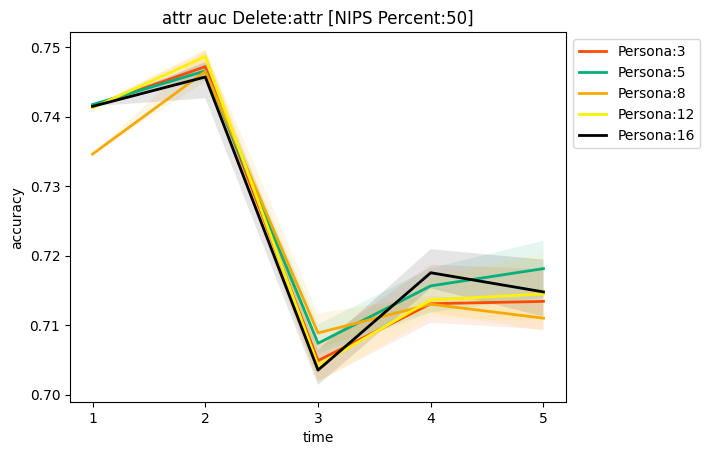 attr auc Delete:attr [NIPS Percent:50]
0.75
0.74
0.73
0.72
0.71
0.70
accuracy
1 2 3 4 5
time
Persona:3
Persona:5
Persona:8
Persona:12
Persona:16